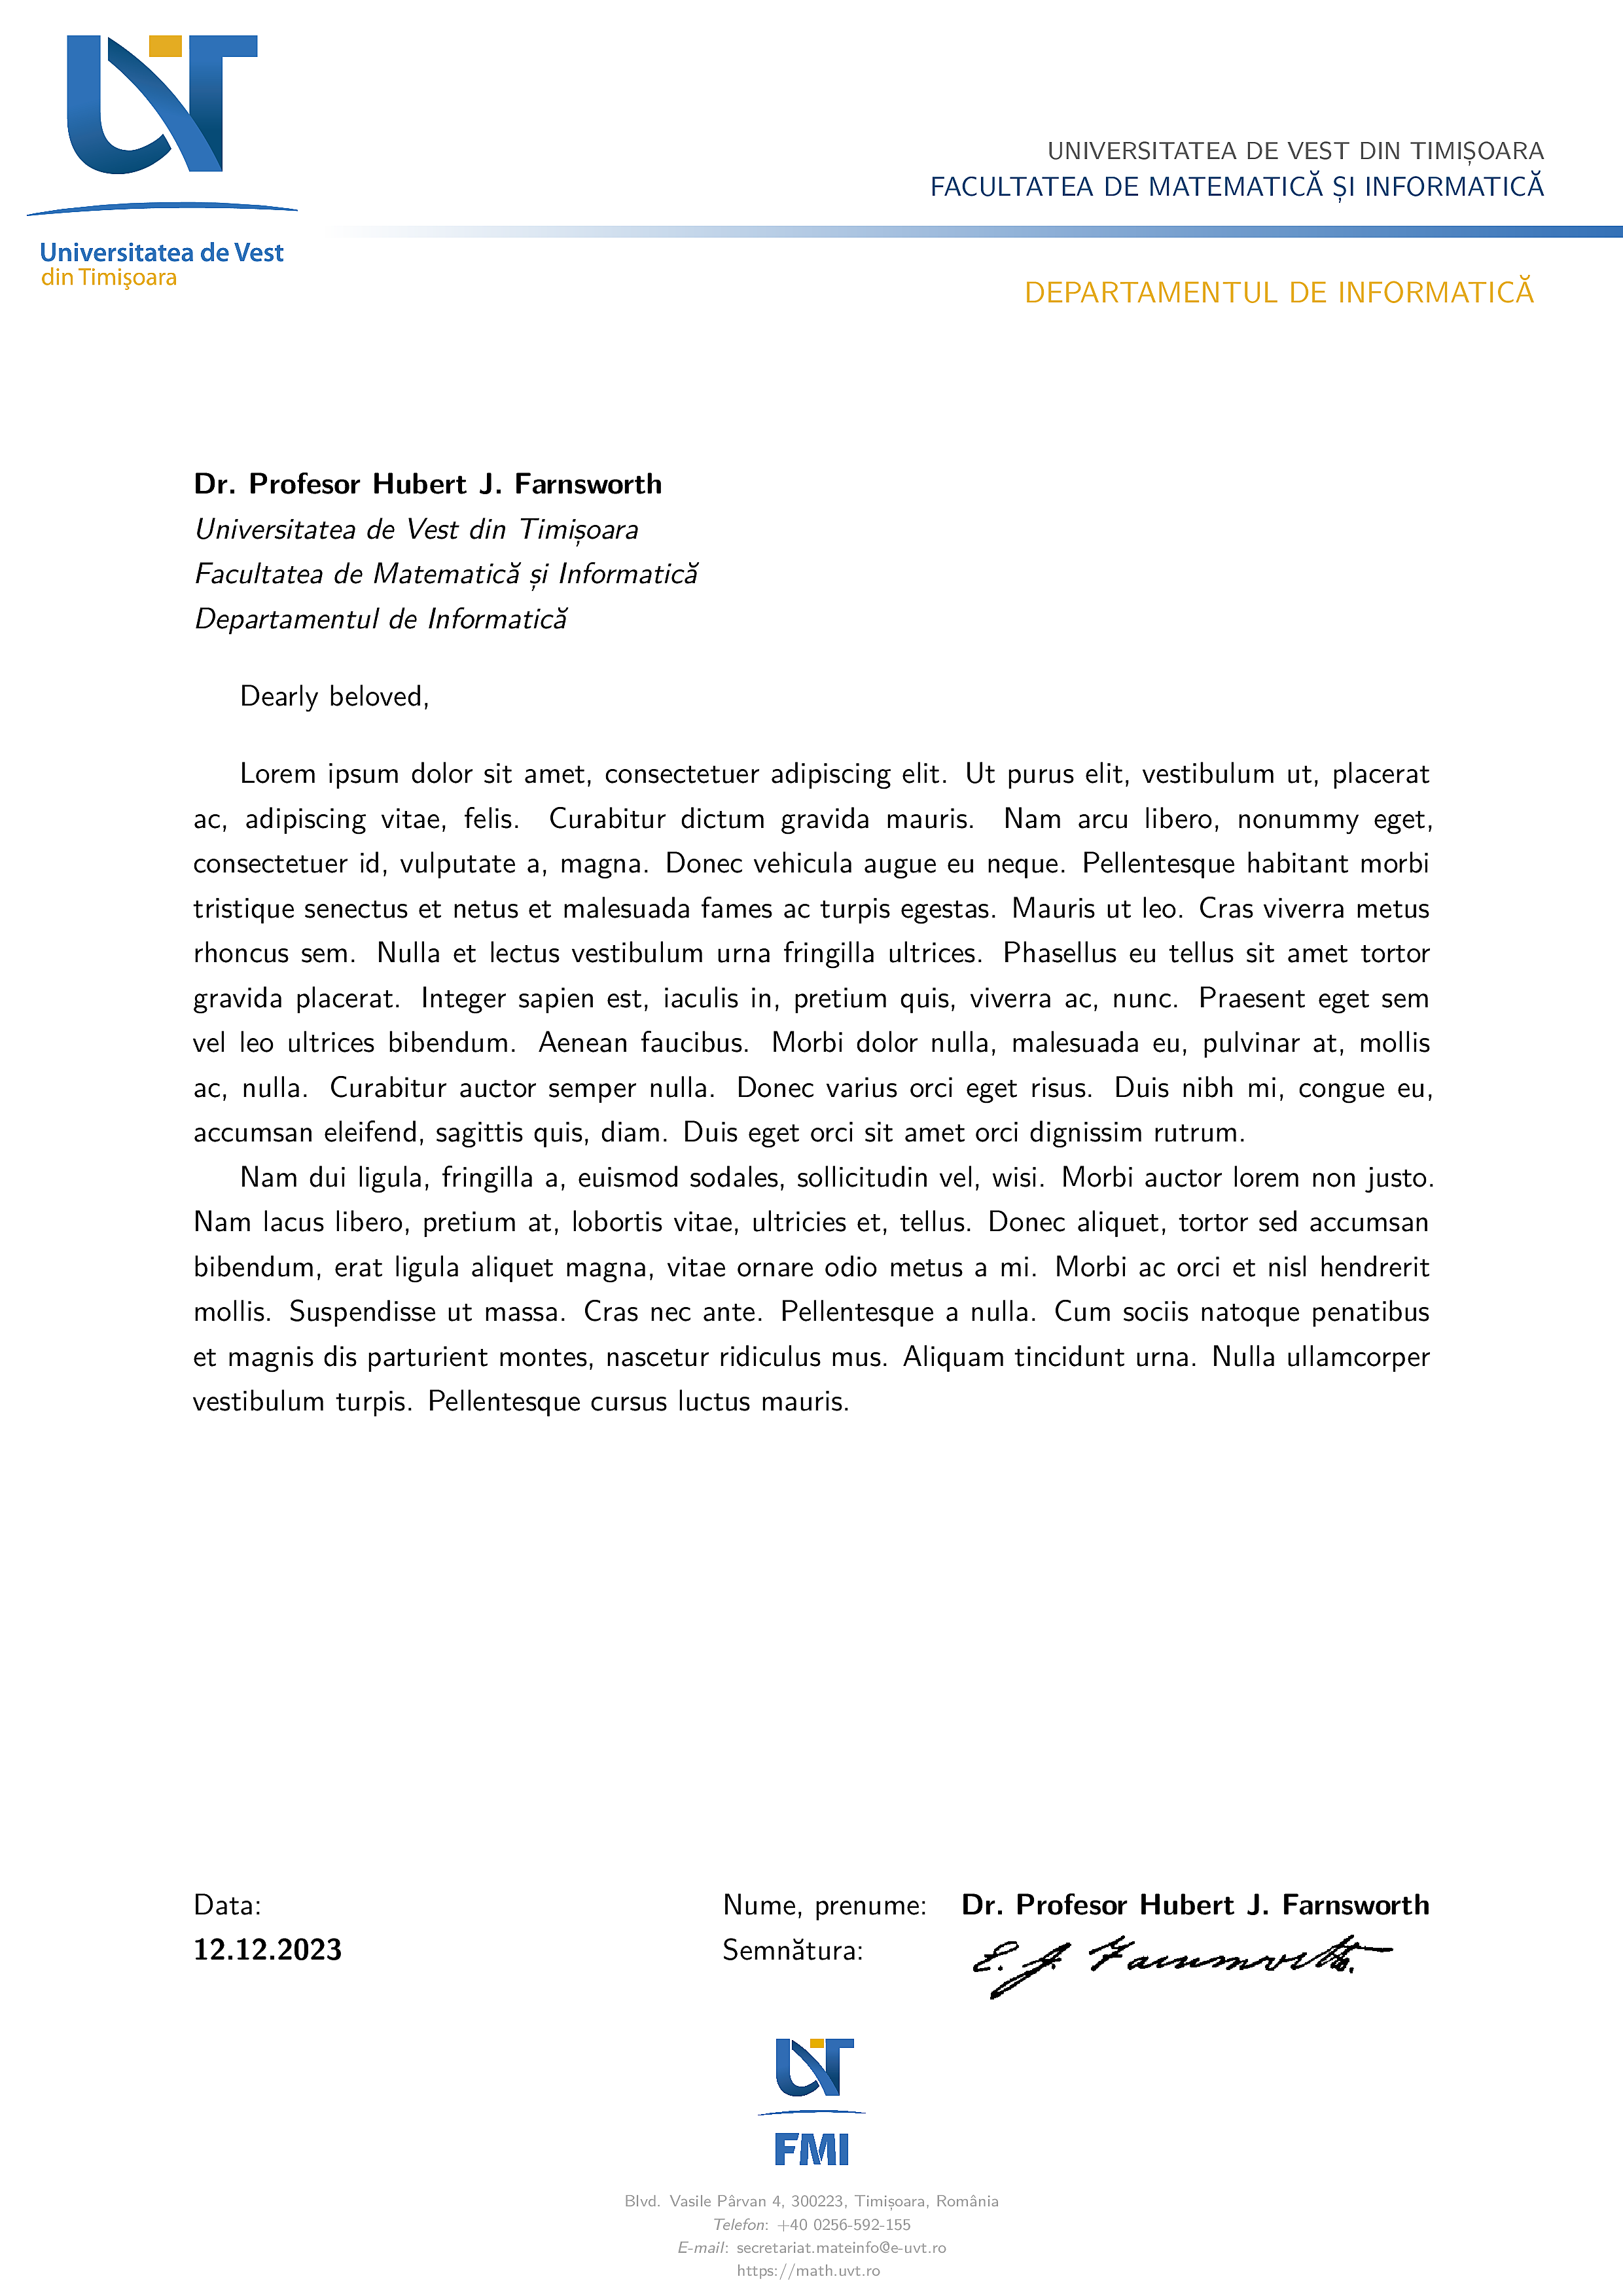 UVT
Universitatea de Vest
din Timişoara
UNIVERSITATEA DE VEST DIN TIMIȘOARA
FACULTATEA DE MATEMATICĂ ȘI INFORMATICĂ
DEPARTAMENTUL DE INFORMATICĂ
Dr. Profesor Hubert J. Farnsworth
Universitatea de Vest din Timișoara
Facultatea de Matematică și Informatică
Departamentul de Informatică
Dearly beloved,
Lorem ipsum dolor sit amet, consectetuer adipiscing elit. Ut purus elit, vestibulum ut, placerat
ac, adipiscing vitae, felis. Curabitur dictum gravida mauris. Nam arcu libero, nonummy eget,
consectetuer id, vulputate a, magna. Donec vehicula augue eu neque. Pellentesque habitant morbi
tristique senectus et netus et malesuada fames ac turpis egestas. Mauris ut leo. Cras viverra metus
rhoncus sem. Nulla et lectus vestibulum urna fringilla ultrices. Phasellus eu tellus sit amet tortor
gravida placerat. Integer sapien est, iaculis in, pretium quis, viverra ac, nunc. Praesent eget sem
vel leo ultrices bibendum. Aenean faucibus. Morbi dolor nulla, malesuada eu, pulvinar at, mollis
ac, nulla. Curabitur auctor semper nulla. Donec varius orci eget risus. Duis nibh mi, congue eu,
accumsan eleifend, sagittis quis, diam. Duis eget orci sit amet orci dignissim rutrum.
Nam dui ligula, fringilla a, euismod sodales, sollicitudin vel, wisi. Morbi auctor lorem non justo.
Nam lacus libero, pretium at, lobortis vitae, ultricies et, tellus. Donec aliquet, tortor sed accumsan
bibendum, erat ligula aliquet magna, vitae ornare odio metus a mi. Morbi ac orci et nisl hendrerit
mollis. Suspendisse ut massa. Cras nec ante. Pellentesque a nulla. Cum sociis natoque penatibus
et magnis dis parturient montes, nascetur ridiculus mus. Aliquam tincidunt urna. Nulla ullamcorper
vestibulum turpis. Pellentesque cursus luctus mauris.
Data:
12.12.2023
Nume, prenume: Dr. Profesor Hubert J. Farnsworth
Semnătura: E. J. Farnsworth.
UVT
FMI
Blvd. Vasile Pârvan 4, 300223, Timișoara, România
Telefon: +40 0256-592-155
E-mail: secretariat.mateinfo@e-uvt.ro
https://math.uvt.ro